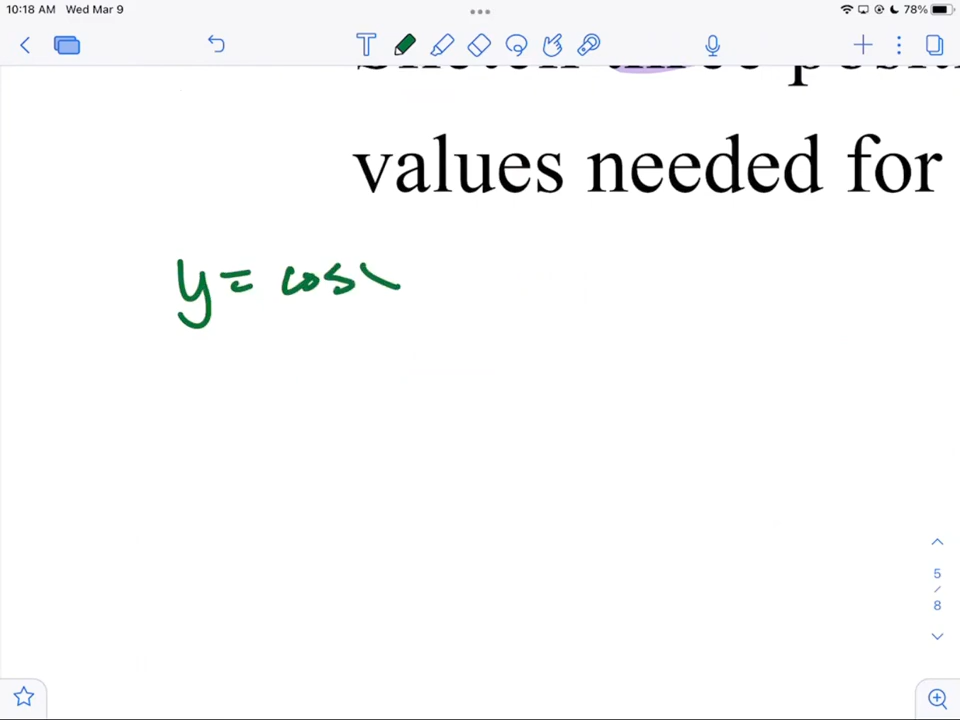 10:18 AM Wed Mar 9 78%
values needed for
y = cos
5
/
8